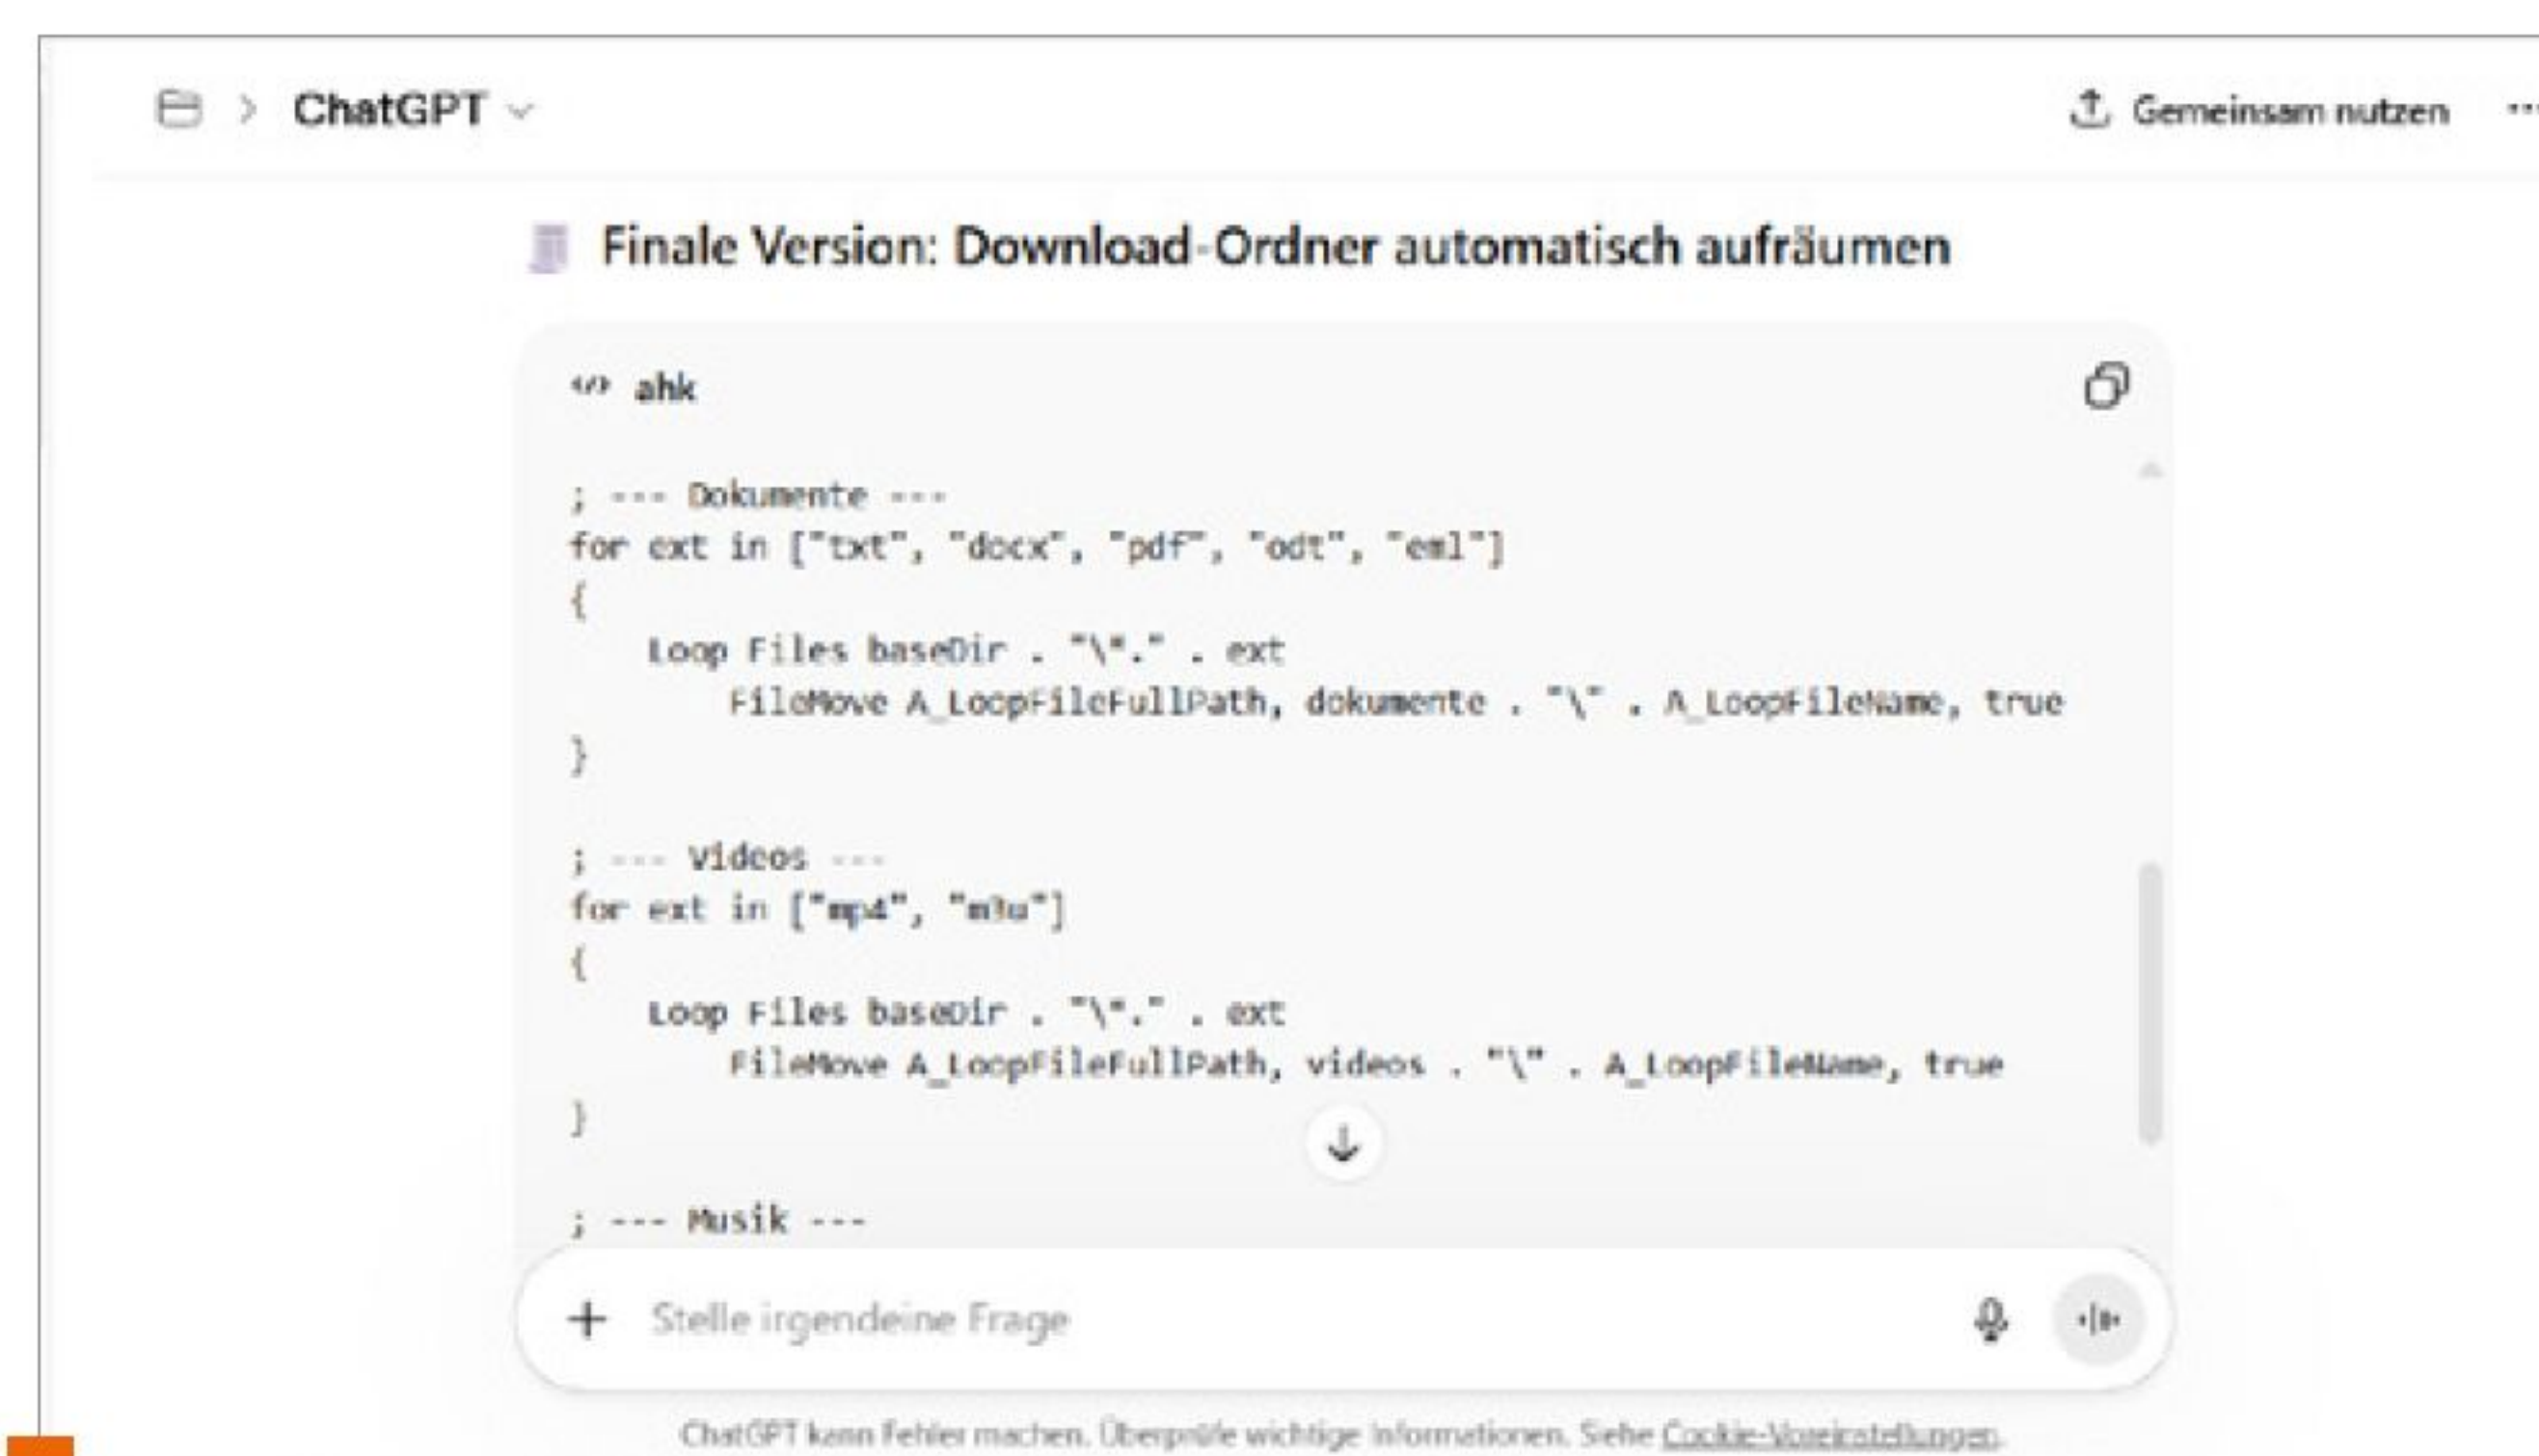 ChatGPT
Gemeinsam nutzen
Finale Version: Download-Ordner automatisch aufräumen
ahk
; --- Dokumente ---
for ext in ["txt", "docx", "pdf", "odt", "eml"]
{
Loop Files baseDir . "\*." . ext
FileMove A_LoopFileFullPath, dokumente . "\" . A_LoopFileName, true
}
; --- Videos ---
for ext in ["mp4", "m3u"]
{
Loop Files baseDir . "\*." . ext
FileMove A_LoopFileFullPath, videos . "\" . A_LoopFileName, true
}
; --- Musik ---
Stelle irgendeine Frage
ChatGPT kann Fehler machen. Überprüfe wichtige Informationen. Siehe Cookie-Voreinstellungen.